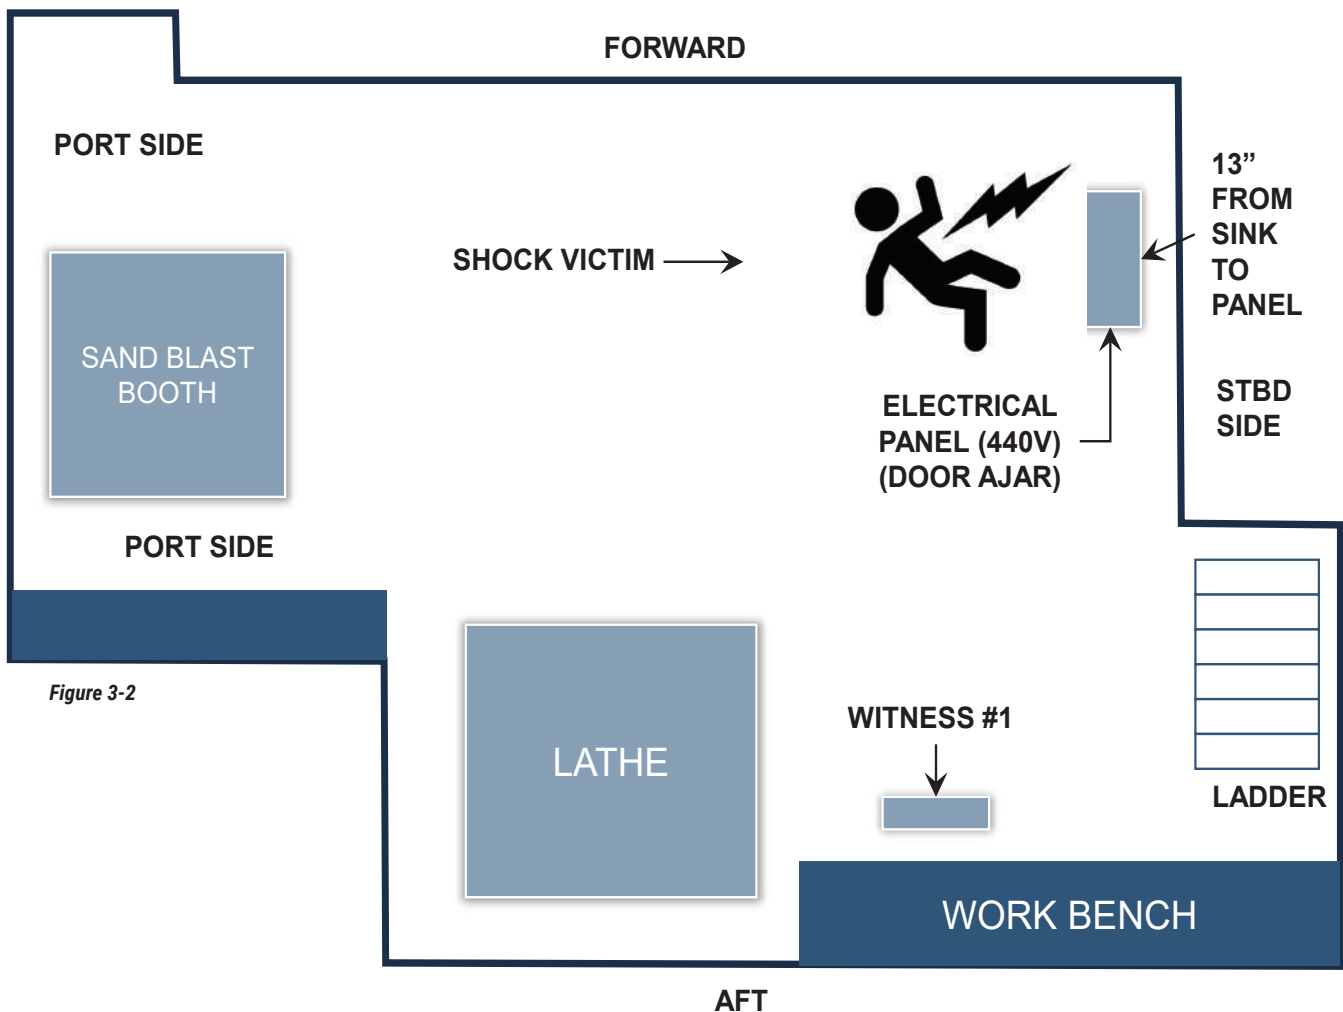 FORWARD
PORT SIDE
13”
FROM
SINK
TO
PANEL
SHOCK VICTIM
SAND BLAST
BOOTH
ELECTRICAL
PANEL (440V)
(DOOR AJAR)
STBD
SIDE
PORT SIDE
Figure 3-2
WITNESS #1
LATHE
LADDER
WORK BENCH
AFT